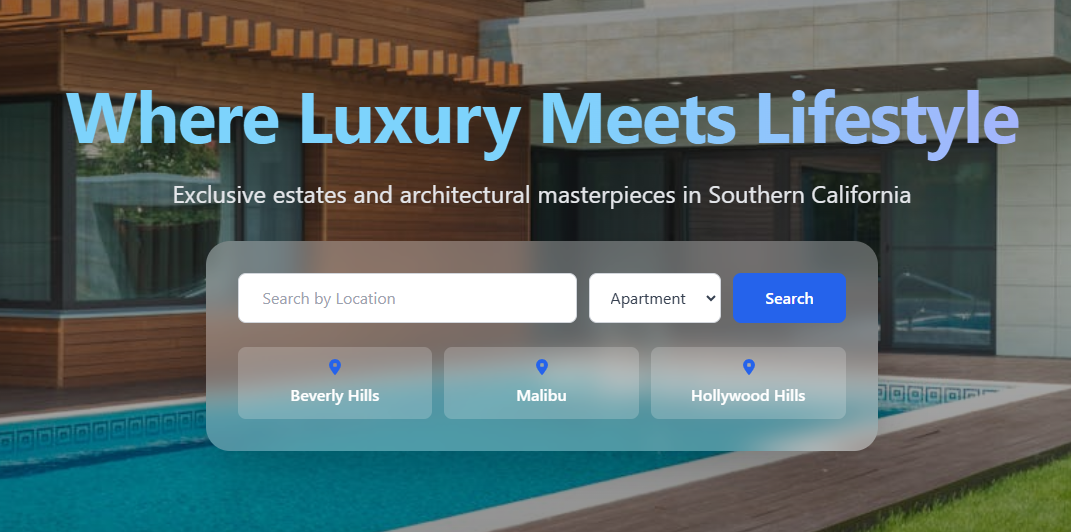 Where Luxury Meets Lifestyle
Exclusive estates and architectural masterpieces in Southern California
Search by Location
Apartment
Search
Beverly Hills
Malibu
Hollywood Hills